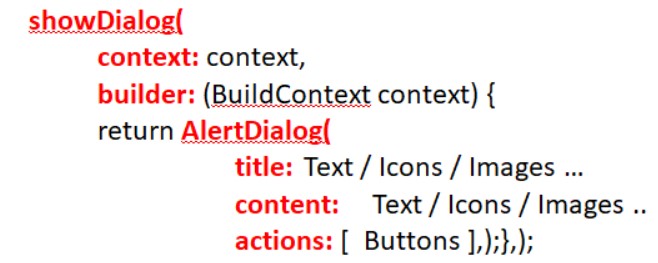 showDialog(
context: context,
builder: (BuildContext context) {
return AlertDialog(
title: Text / Icons / Images ...
content: Text / Icons / Images ..
actions: [ Buttons ],);},);